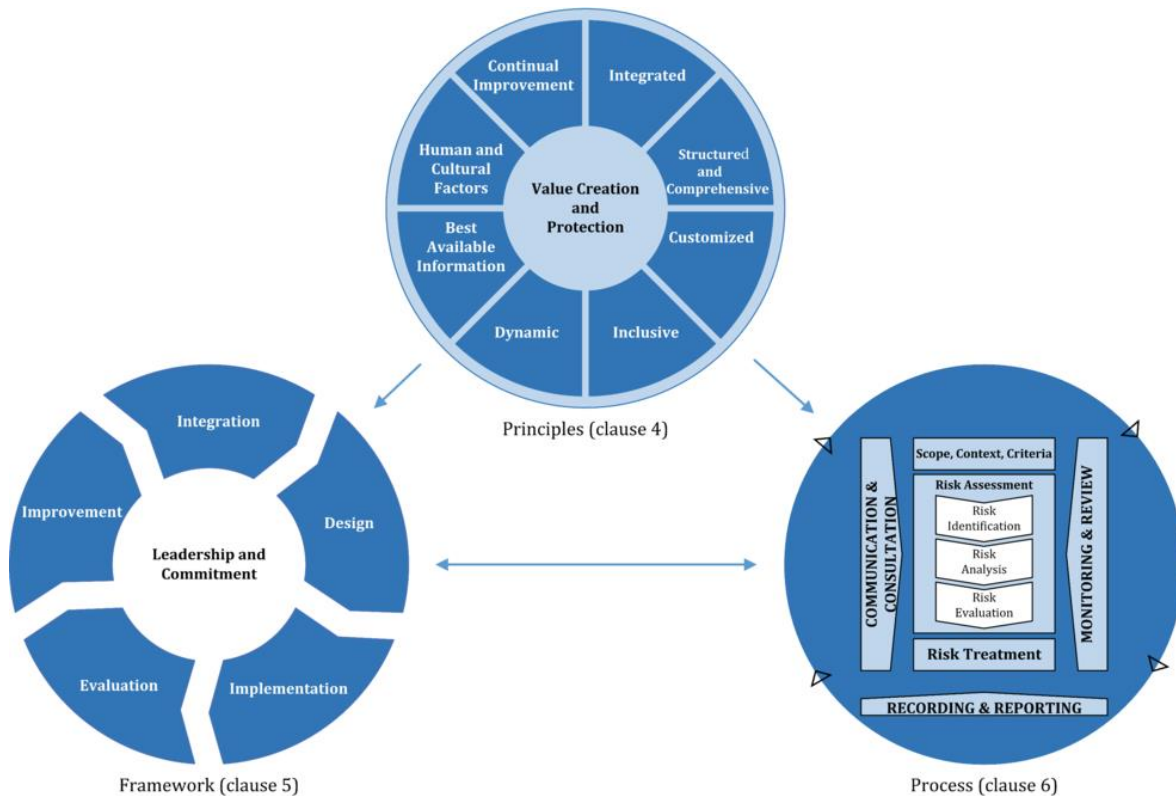 Continual
Improvement
Integrated
Human and
Cultural
Factors
Structured
and
Comprehensive
Value Creation
and
Protection
Best
Available
Information
Customized
Dynamic
Inclusive
Principles (clause 4)
Integration
Improvement
Design
Leadership and
Commitment
Evaluation
Implementation
Framework (clause 5)
Scope, Context, Criteria
Risk Assessment
Risk
Identification
Risk
Analysis
Risk
Evaluation
Risk Treatment
COMMUNICATION &
CONSULTATION
MONITORING & REVIEW
RECORDING & REPORTING
Process (clause 6)